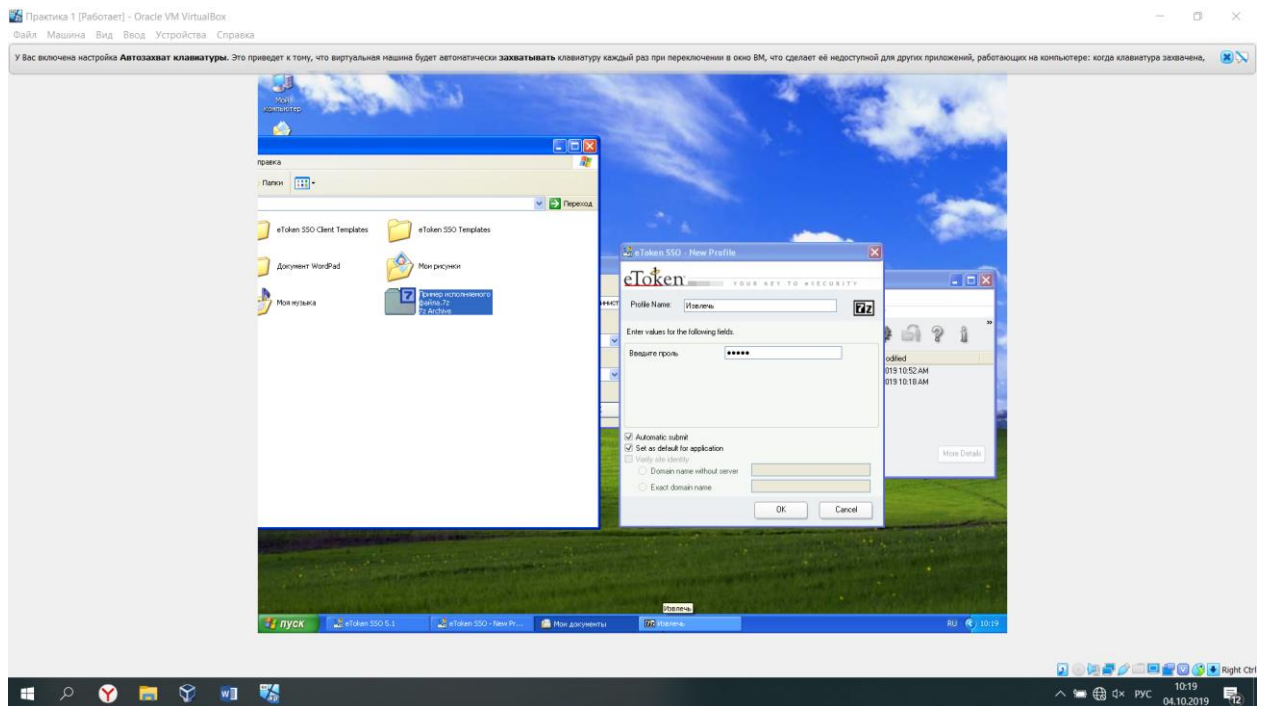 Практика 1 [Работает] - Oracle VM VirtualBox
Файл Машина Вид Ввод Устройства Справка
У Вас включена настройка Автозахват клавиатуры. Это приведет к тому, что виртуальная машина будет автоматически захватывать клавиатуру каждый раз при переключении в окно ВМ, что сделает её недоступной для других приложений, работающих на компьютере: когда клавиатура захвачена,
Мой
компьютер
правка
Папки
Переход
eToken SSO Client Templates
eToken SSO Templates
Документ WordPad
Мои рисунки
Моя музыка
Пример исполняемого
файла.7z
7z Archive
eToken SSO - New Profile
eToken
YOUR KEY TO eSECURITY
Profile Name:
Извлечь
7z
Enter values for the following fields.
Введите проль
•••••
Automatic submit
Set as default for application
Verify site identity
Domain name without server
Exact domain name
OK
Cancel
odified
019 10:52 AM
019 10:18 AM
More Details
Извлечь
пуск
eToken SSO 5.1
eToken SSO - New Pr...
Мои документы
Извлечь
RU
10:19
Right Ctrl
РУС
10:19
04.10.2019
12